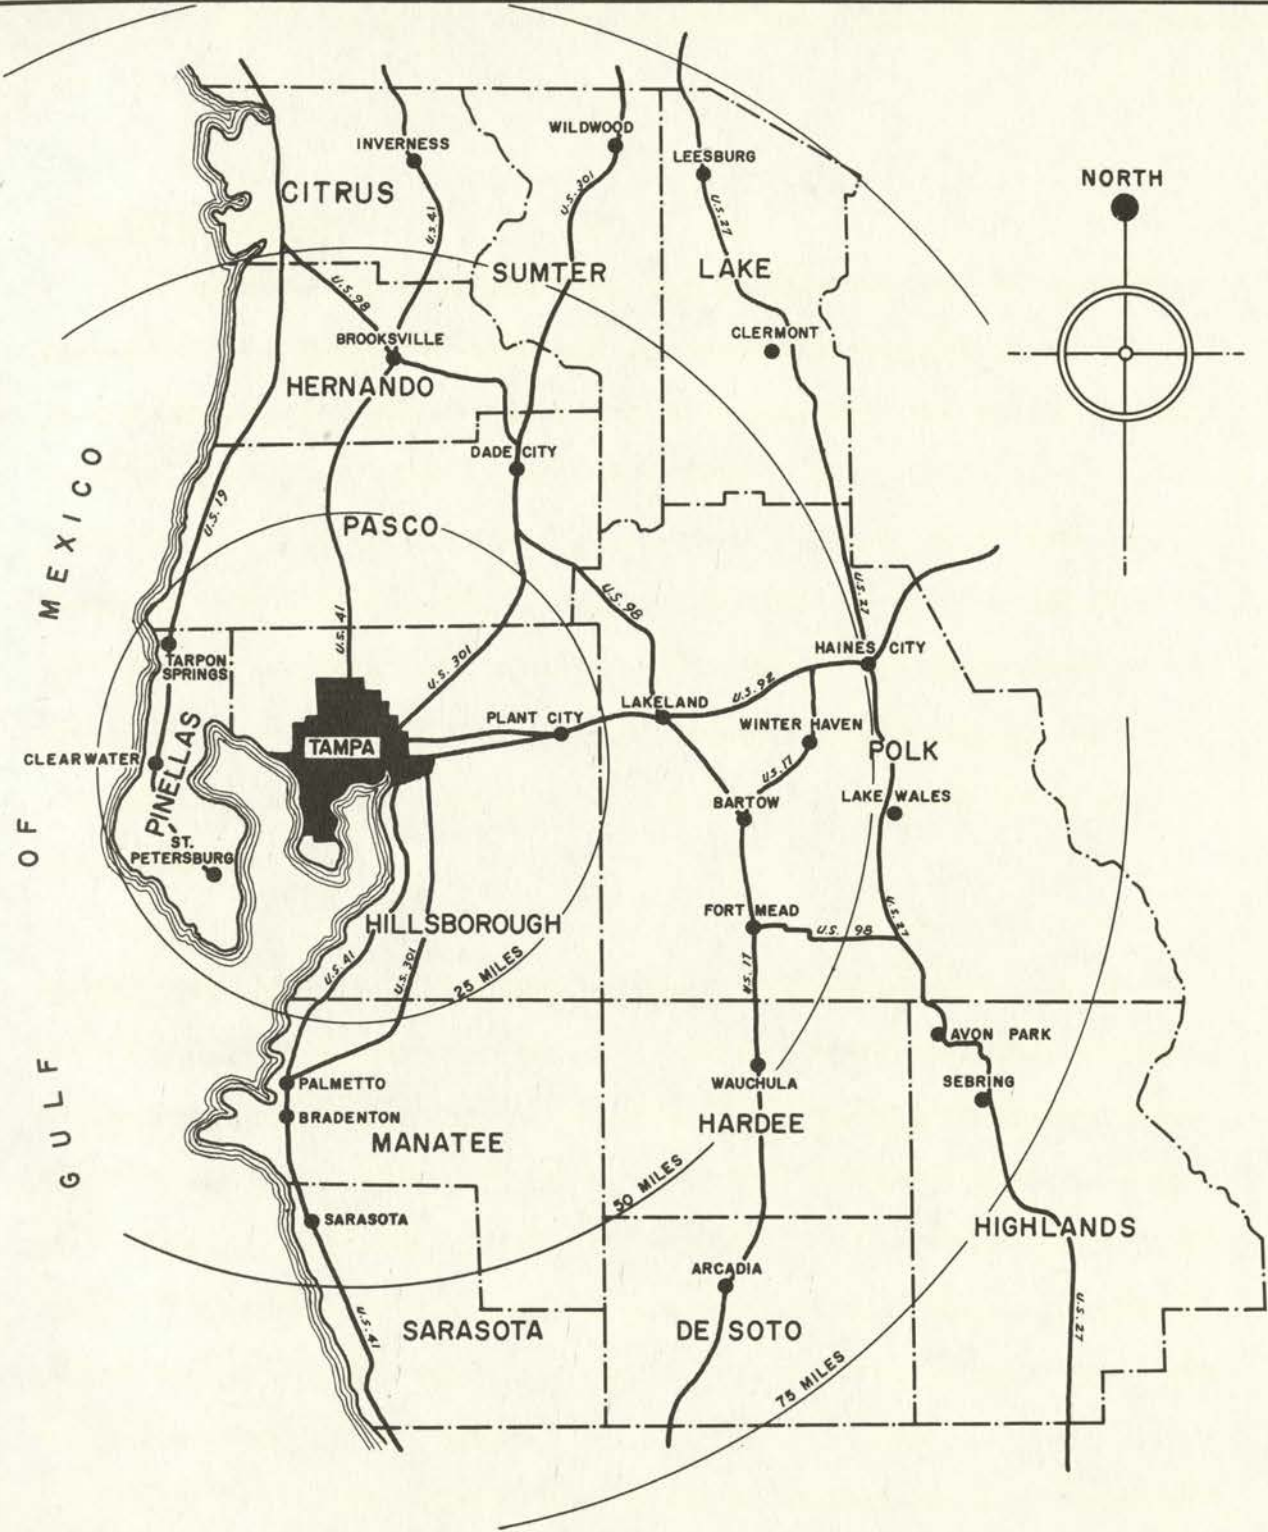 NORTH
WILDWOOD
INVERNESS
LEESBURG
CITRUS
U.S. 301
U.S. 41
U.S. 27
SUMTER
LAKE
U.S. 98
CLERMONT
BROOKSVILLE
HERNANDO
DADE CITY
U.S. 19
PASCO
U.S. 27
U.S. 98
U.S. 41
HAINES CITY
TARPON
SPRINGS
U.S. 301
U.S. 92
LAKELAND
PLANT CITY
WINTER HAVEN
TAMPA
POLK
CLEARWATER
PINELLAS
U.S. 17
LAKE WALES
BARTOW
ST.
PETERSBURG
FORT MEAD
HILLSBOROUGH
U.S. 27
U.S. 98
U.S. 41
U.S. 301
25 MILES
U.S. 17
AVON PARK
PALMETTO
WAUCHULA
SEBRING
BRADENTON
MANATEE
HARDEE
50 MILES
SARASOTA
HIGHLANDS
ARCADIA
U.S. 41
SARASOTA
DE SOTO
U.S. 27
75 MILES
GULF OF MEXICO